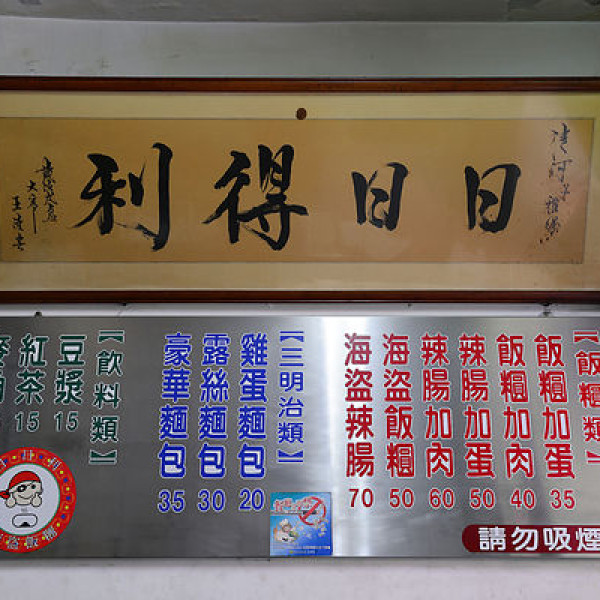 日日得利
【飯糰類】
飯糰加蛋 35
飯糰加肉 40
辣腸加蛋 50
辣腸加肉 60
海盜飯糰 50
海盜辣腸 70
【三明治類】
雞蛋麵包 20
露絲麵包 30
豪華麵包 35
【飲料類】
豆漿 15
紅茶 15
請勿吸煙